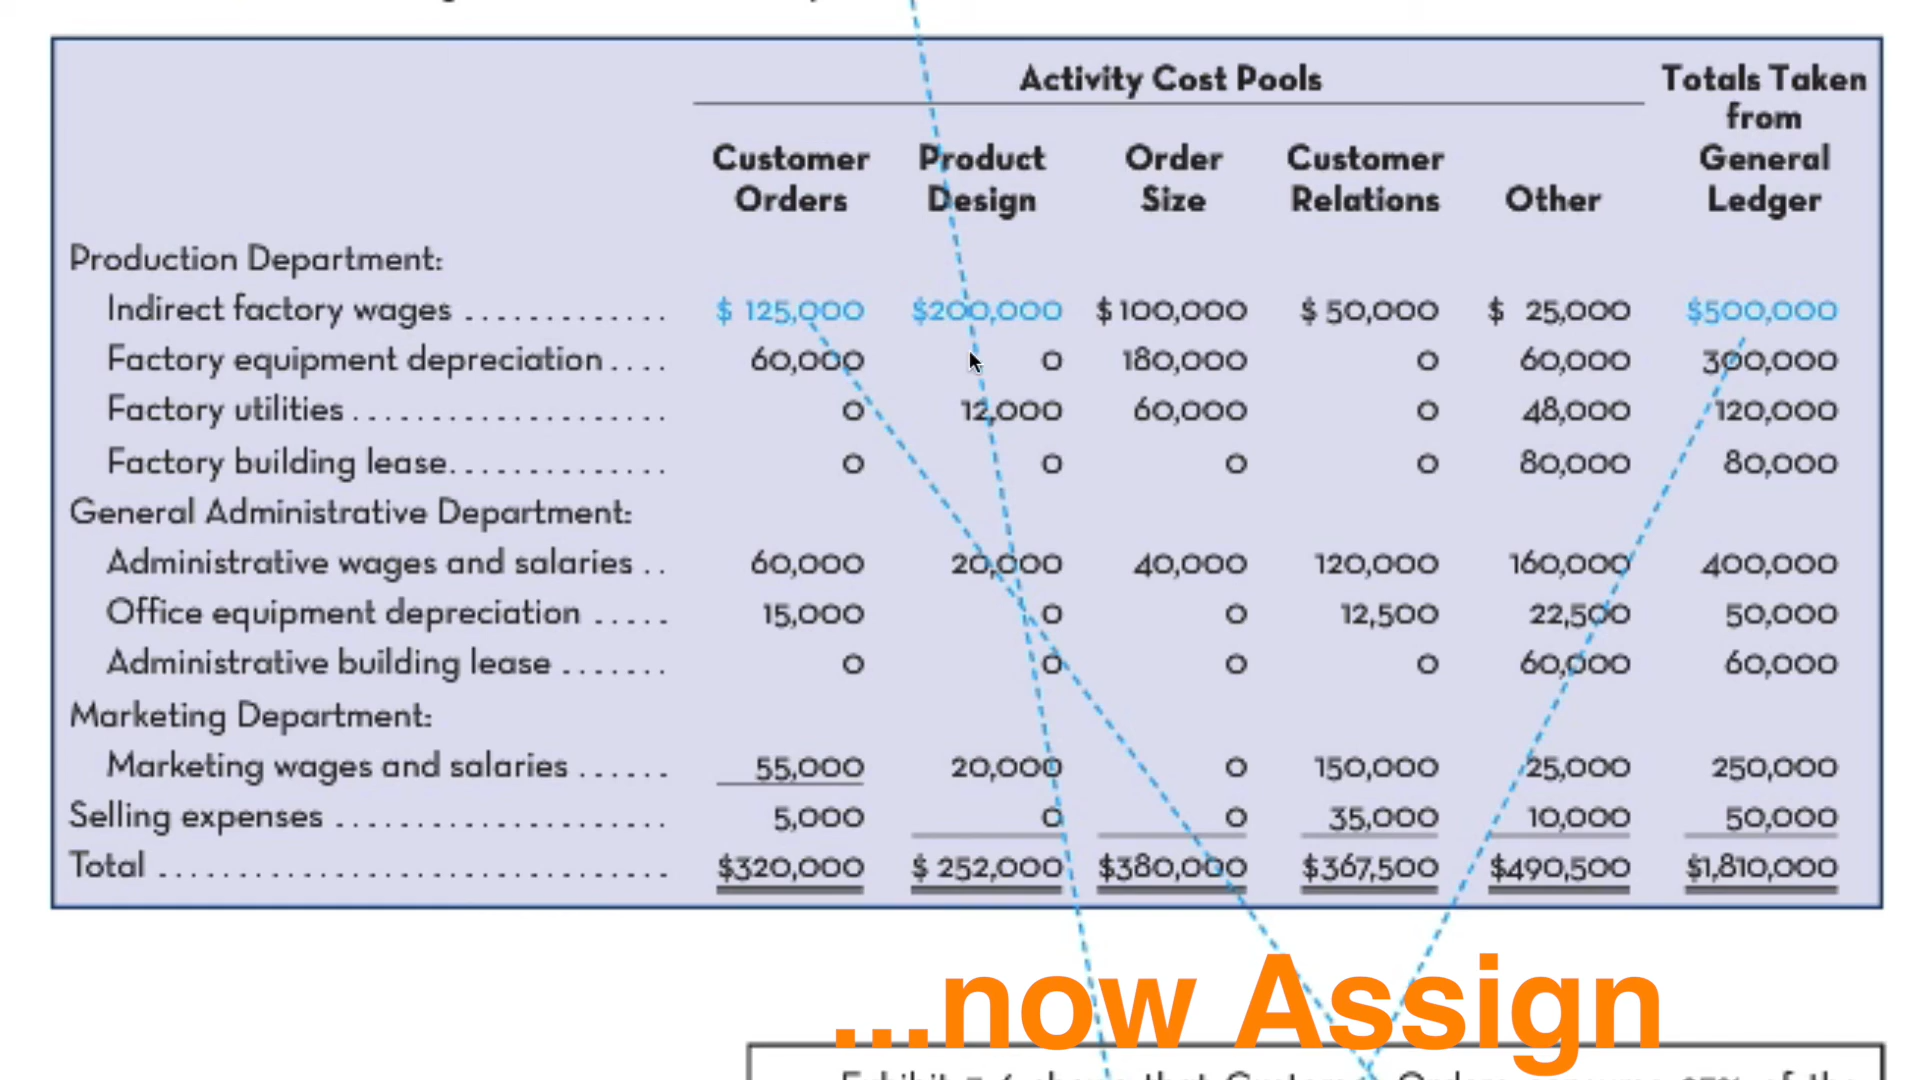 Activity Cost Pools
Totals Taken from General Ledger
Customer Orders Product Design Order Size Customer Relations Other
Production Department:
Indirect factory wages ............. $ 125,000 $200,000 $100,000 $ 50,000 $ 25,000 $500,000
Factory equipment depreciation .... 60,000 0 180,000 0 60,000 300,000
Factory utilities .................... 0 12,000 60,000 0 48,000 120,000
Factory building lease.............. 0 0 0 0 80,000 80,000
General Administrative Department:
Administrative wages and salaries .. 60,000 20,000 40,000 120,000 160,000 400,000
Office equipment depreciation ..... 15,000 0 0 12,500 22,500 50,000
Administrative building lease ....... 0 0 0 0 60,000 60,000
Marketing Department:
Marketing wages and salaries ...... 55,000 20,000 0 150,000 25,000 250,000
Selling expenses ..................... 5,000 0 0 35,000 10,000 50,000
Total ................................ $320,000 $ 252,000 $380,000 $367,500 $490,500 $1,810,000
...now Assign